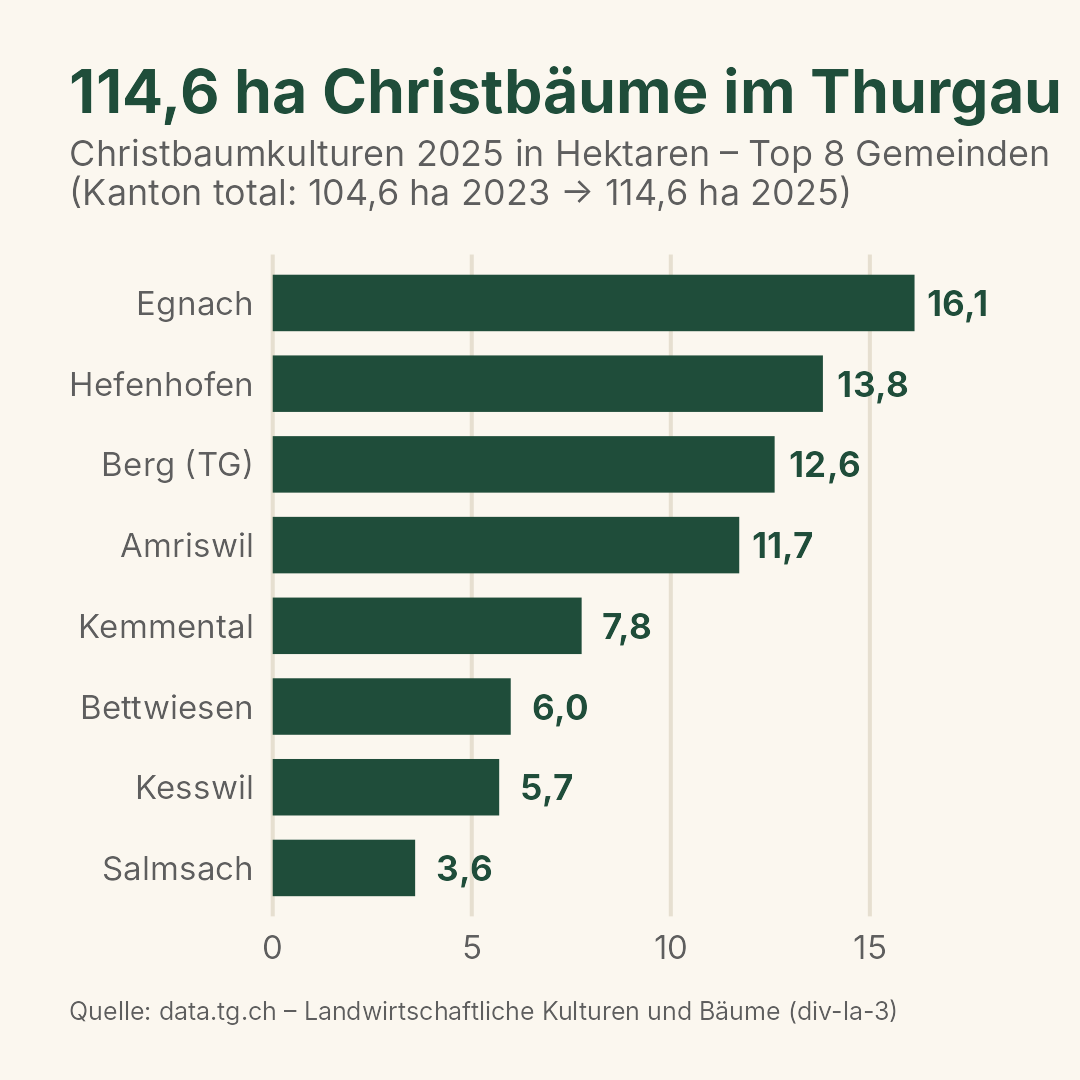 114,6 ha Christbäume im Thurgau
Christbaumkulturen 2025 in Hektaren – Top 8 Gemeinden
(Kanton total: 104,6 ha 2023 → 114,6 ha 2025)
Egnach 16,1
Hefenhofen 13,8
Berg (TG) 12,6
Amriswil 11,7
Kemmental 7,8
Bettwiesen 6,0
Kesswil 5,7
Salmsach 3,6
0 5 10 15
Quelle: data.tg.ch – Landwirtschaftliche Kulturen und Bäume (div-la-3)